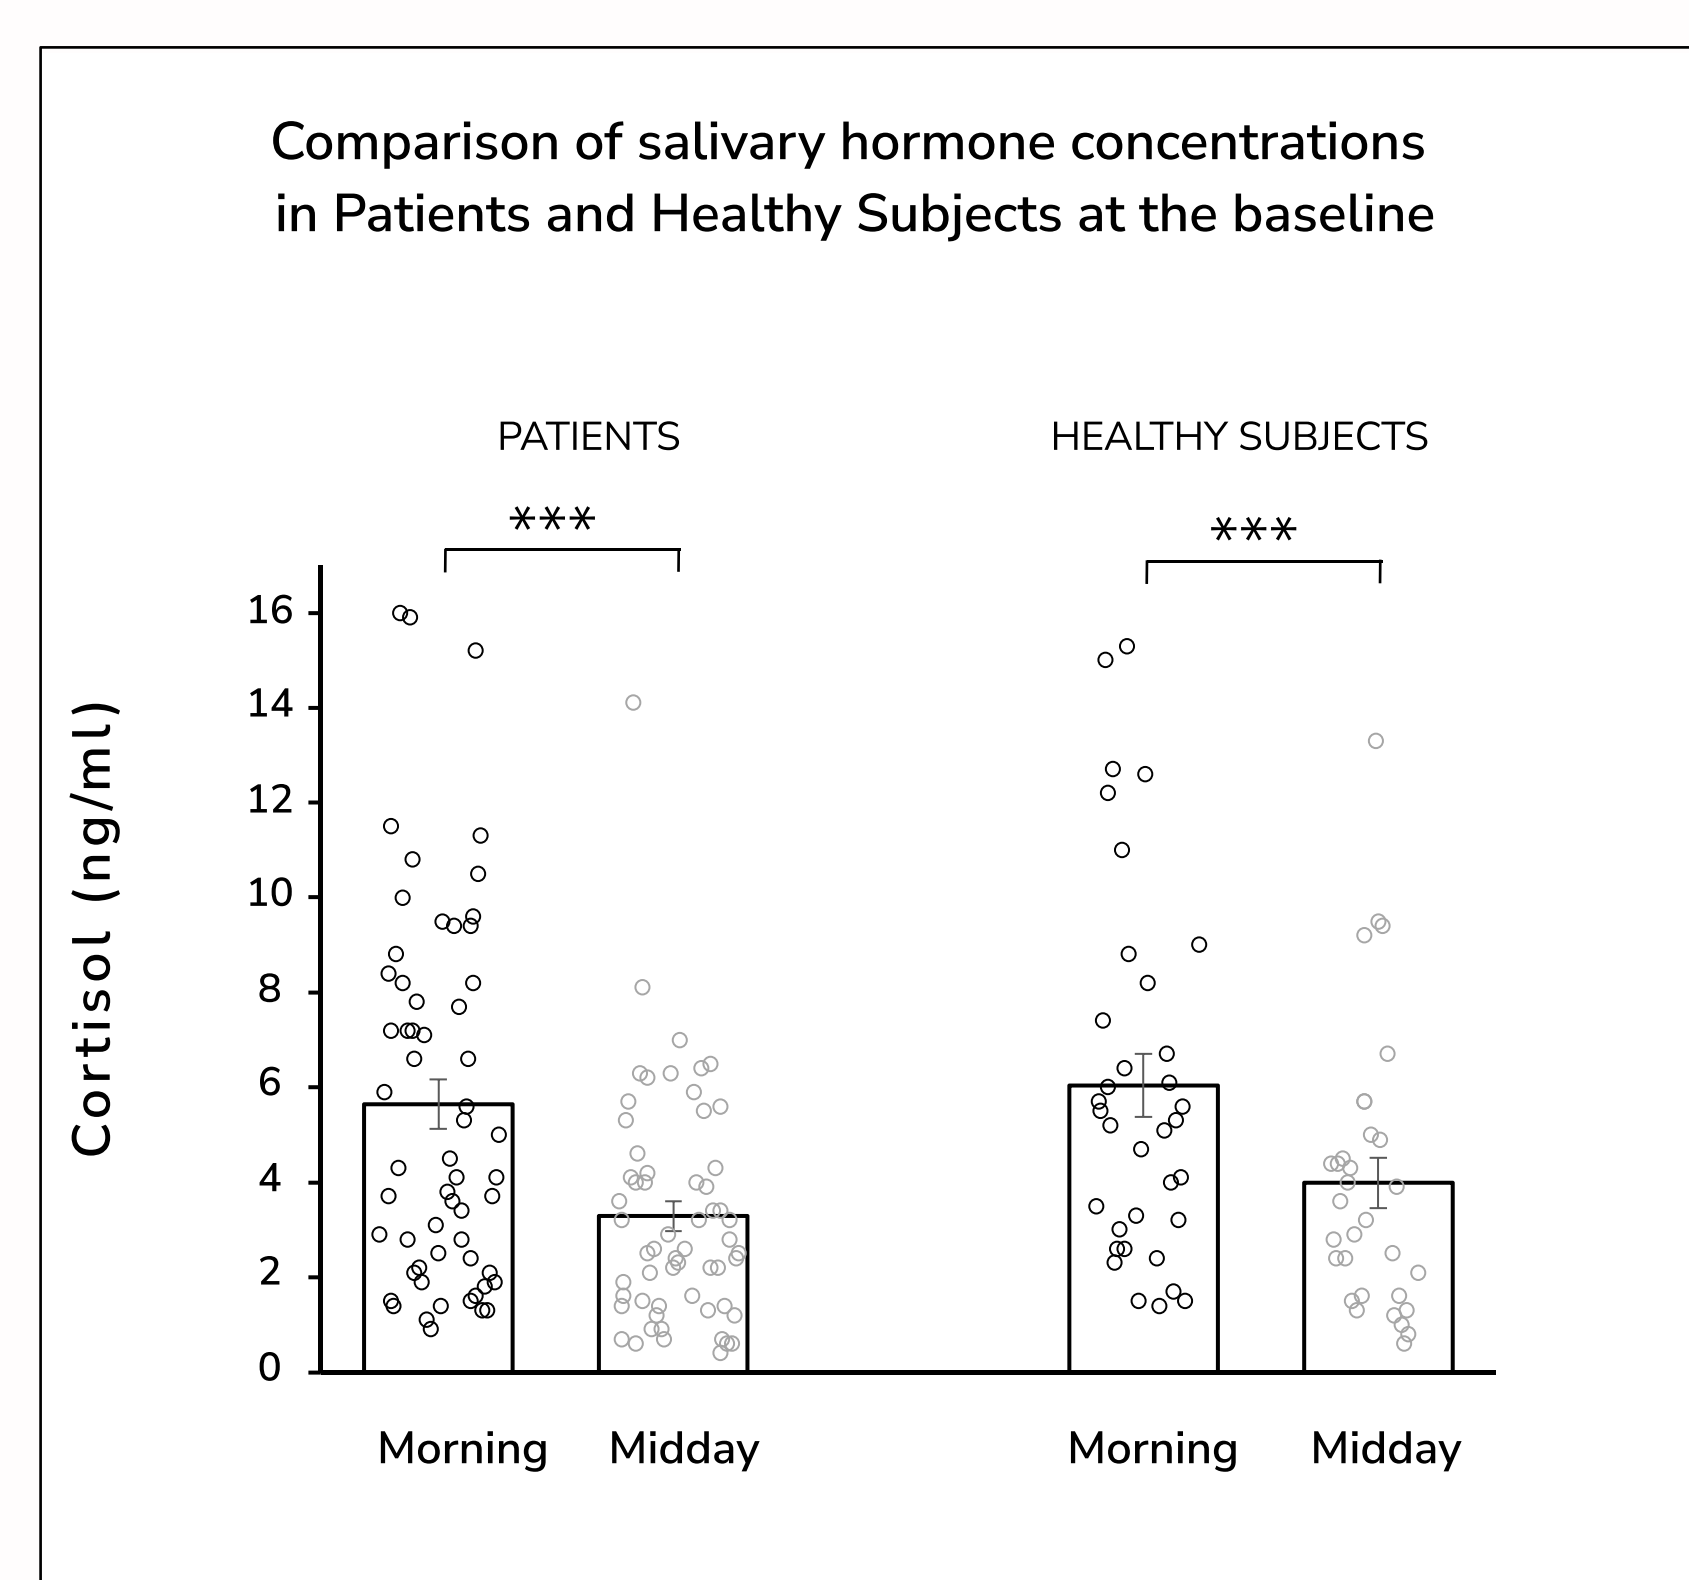 Comparison of salivary hormone concentrations
in Patients and Healthy Subjects at the baseline
PATIENTS
HEALTHY SUBJECTS
***
***
Cortisol (ng/ml)
16
14
12
10
8
6
4
2
0
Morning
Midday
Morning
Midday